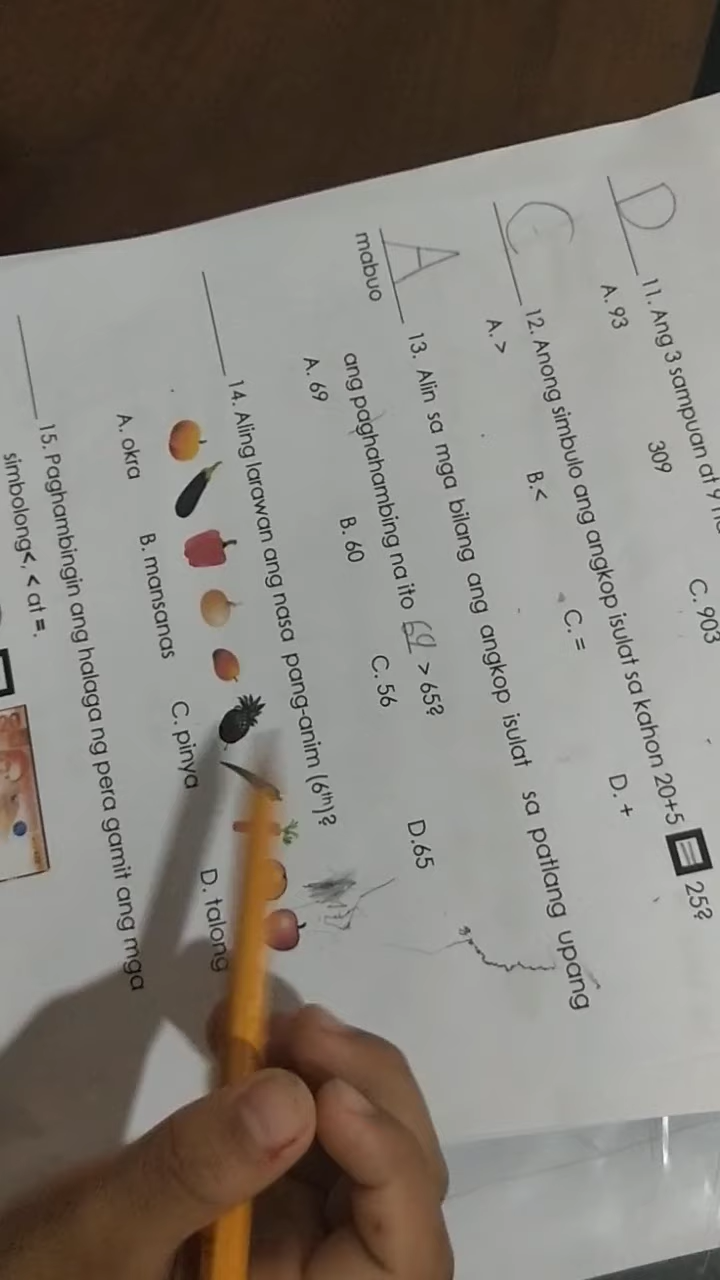 D 11. Ang 3 sampuan at 9
A. 93
309
C. 903
C 12. Anong simbulo ang angkop isulat sa kahon 20+5 = 25?
A. >
B.<
C. =
D. +
A 13. Alin sa mga bilang ang angkop isulat sa patlang upang
mabuo
ang paghahambing na ito 69 > 65?
A. 69
B. 60
C. 56
D.65
14. Aling larawan ang nasa pang-anim (6th)?
A. okra
B. mansanas
C. pinya
D. talong
15. Paghambingin ang halaga ng pera gamit ang mga
simbolong<, < at =.